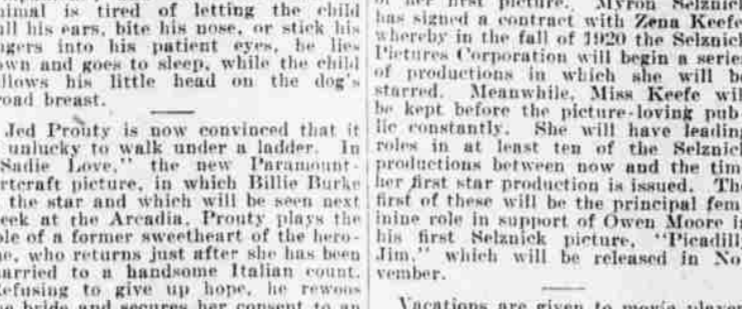 nimal is tired of letting the child
ull his ears, bite his nose, or stick his
ngers into his patient eyes, he lies
own and goes to sleep, while the child
llows his little head on the dog's
road breast.
Jed Prouty is now convinced that it
unlucky to walk under a ladder. In
Sadie Love," the new Paramount-
rtcraft picture, in which Billie Burke
the star and which will be seen next
eek at the Arcadia, Prouty plays the
ole of a former sweetheart of the hero-
ne, who returns just after she has been
arried to a handsome Italian count.
efusing to give up hope, he rewoos
he bride and secures her consent to an
of her first picture. Myron Selznick
has signed a contract with Zena Keefe
whereby in the fall of 1920 the Selznick
Pictures Corporation will begin a serie
of productions in which she will be
starred. Meanwhile, Miss Keefe wil
be kept before the picture-loving pub-
lic constantly. She will have leading
roles in at least ten of the Selznick
productions between now and the tim
her first star production is issued. Th
first of these will be the principal fem
inine role in support of Owen Moore i
his first Selznick picture, "Picadill
Jim," which will be released in No-
vember.
Vacations are given to movie player